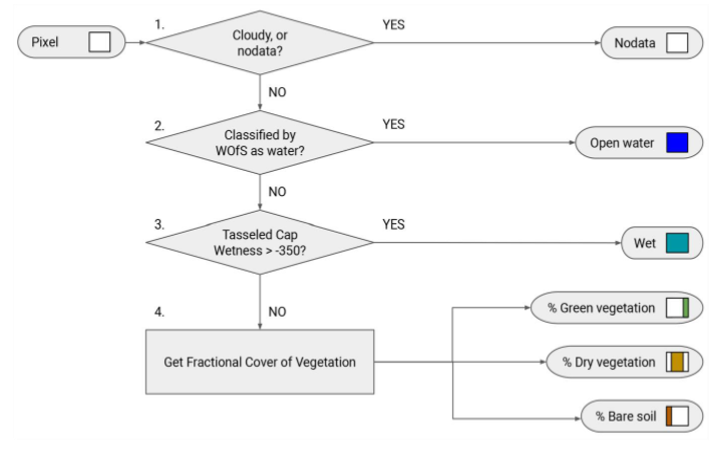 1.
YES
Pixel
Cloudy, or
nodata?
Nodata
NO
2.
YES
Classified by
WOfS as water?
Open water
NO
3.
YES
Tasseled Cap
Wetness > -350?
Wet
4.
NO
% Green vegetation
Get Fractional Cover of Vegetation
% Dry vegetation
% Bare soil